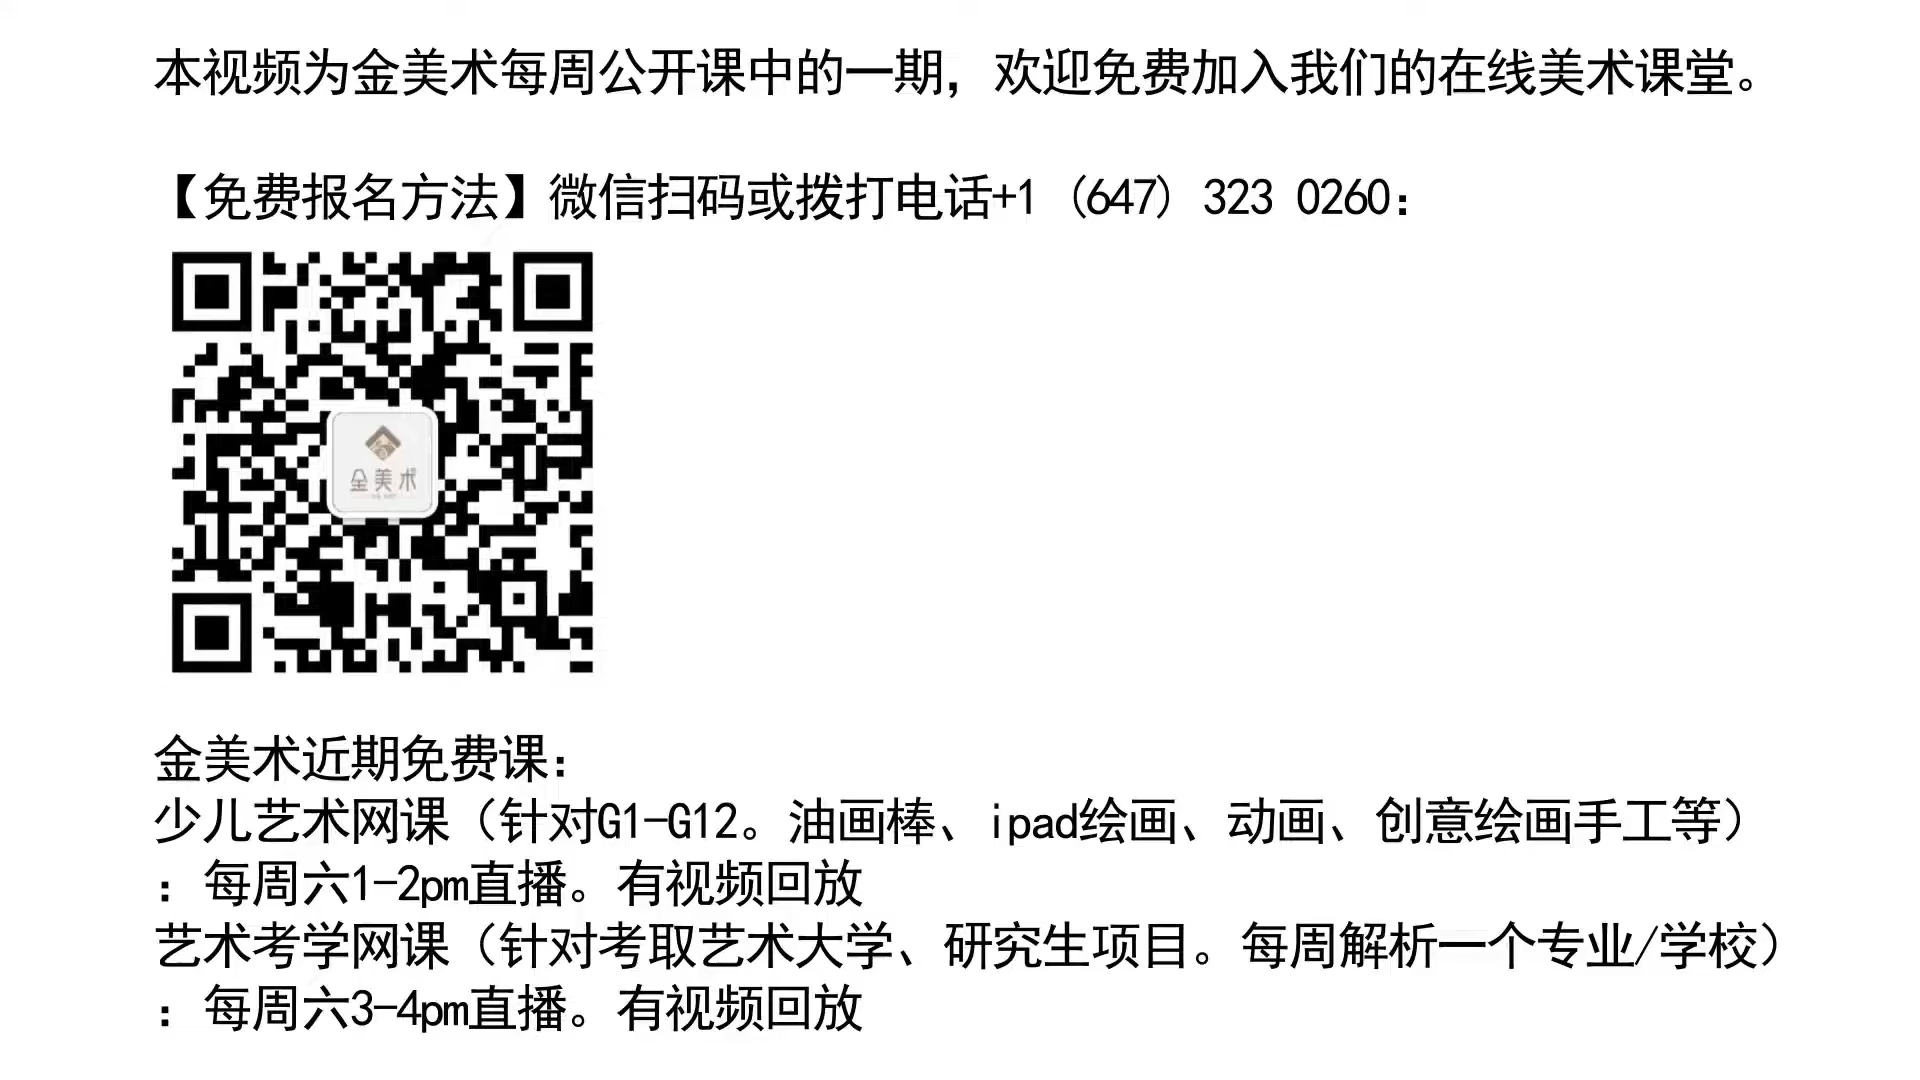 本视频为金美术每周公开课中的一期，欢迎免费加入我们的在线美术课堂。
【免费报名方法】微信扫码或拨打电话+1 (647) 323 0260：
金美术
金美术近期免费课：
少儿艺术网课（针对G1-G12。油画棒、ipad绘画、动画、创意绘画手工等）
：每周六1-2pm直播。有视频回放
艺术考学网课（针对考取艺术大学、研究生项目。每周解析一个专业/学校）
：每周六3-4pm直播。有视频回放